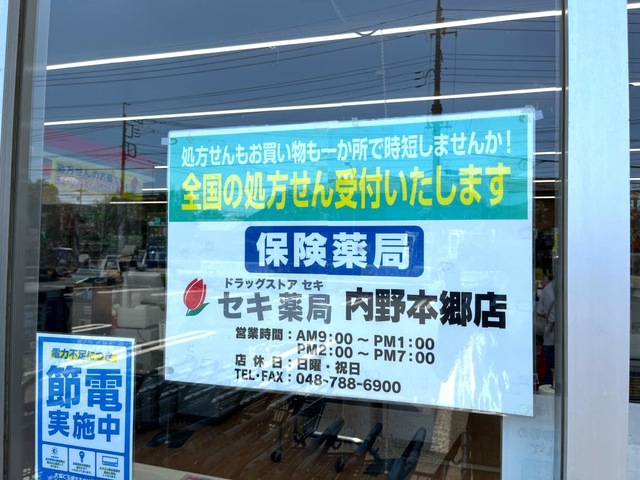 処方せんもお買い物も一か所で時短しませんか!
全国の処方せん受付いたします
保険薬局
ドラッグストア セキ
セキ薬局 内野本郷店
営業時間:AM9:00~PM1:00
PM2:00~PM7:00
店休日:日曜・祝日
TEL・FAX:048-788-6900
電力不足につき
節電
実施中